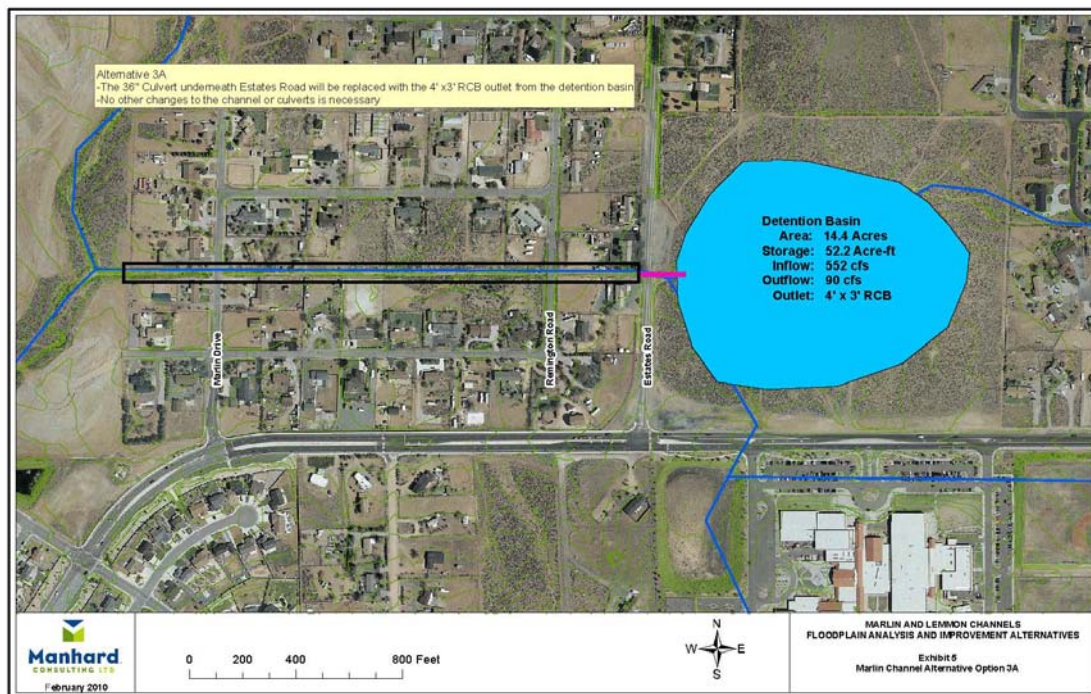 Alternative 3A
-The 36" Culvert underneath Estates Road will be replaced with the 4' x3' RCB outlet from the detention basin
-No other changes to the channel or culverts is necessary
Detention Basin
Area: 14.4 Acres
Storage: 52.2 Acre-ft
Inflow: 552 cfs
Outflow: 90 cfs
Outlet: 4' x 3' RCB
Marlin Drive
Remington Road
Estates Road
Manhard
CONSULTING LTD
February 2010
0 200 400 800 Feet
N
W E
S
MARLIN AND LEMMON CHANNELS
FLOODPLAIN ANALYSIS AND IMPROVEMENT ALTERNATIVES
Exhibit 5
Marlin Channel Alternative Option 3A